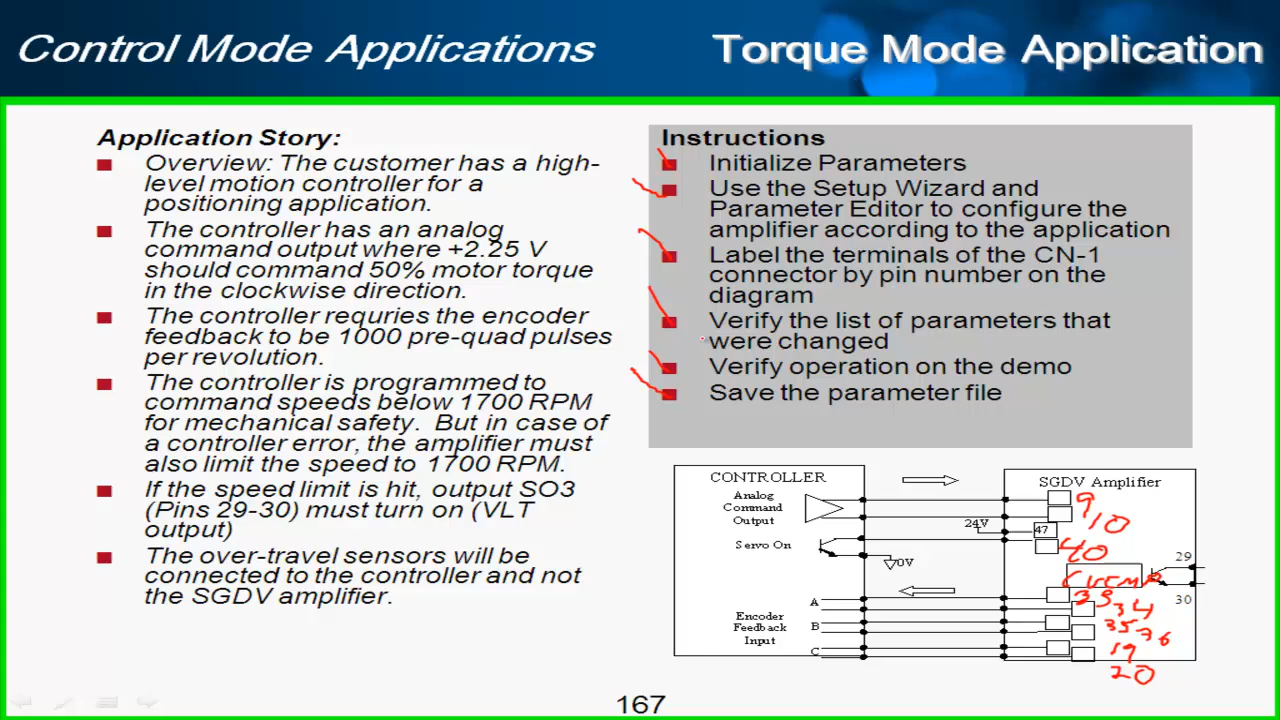 Control Mode Applications
Torque Mode Application
Application Story:
Overview: The customer has a high-
level motion controller for a
positioning application.
The controller has an analog
command output where +2.25 V
should command 50% motor torque
in the clockwise direction.
The controller requries the encoder
feedback to be 1000 pre-quad pulses
per revolution.
The controller is programmed to
command speeds below 1700 RPM
for mechanical safety. But in case of
a controller error, the amplifier must
also limit the speed to 1700 RPM.
If the speed limit is hit, output SO3
(Pins 29-30) must turn on (VLT
output)
The over-travel sensors will be
connected to the controller and not
the SGDV amplifier.
Instructions
Initialize Parameters
Use the Setup Wizard and
Parameter Editor to configure the
amplifier according to the application
Label the terminals of the CN-1
connector by pin number on the
diagram
Verify the list of parameters that
were changed
Verify operation on the demo
Save the parameter file
CONTROLLER
Analog
Command
Output
Servo On
24V
0V
A
Encoder
Feedback
Input
B
C
SGDV Amplifier
9
10
47
40
29
30
34
35 36
19
20
167